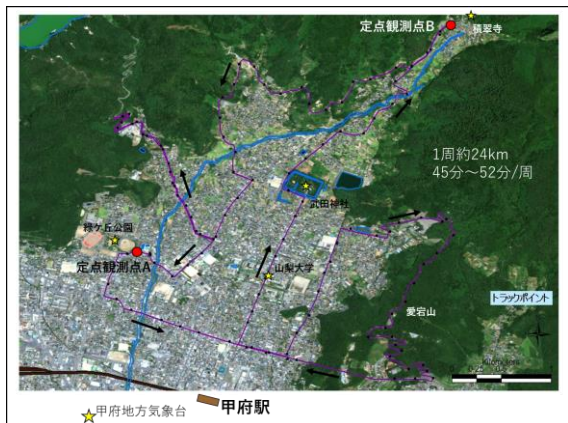 定点観測点B
積翠寺
1周約24km
45分～52分/周
武田神社
緑ケ丘公園
定点観測点A
山梨大学
トラックポイント
愛宕山
甲府駅
甲府地方気象台